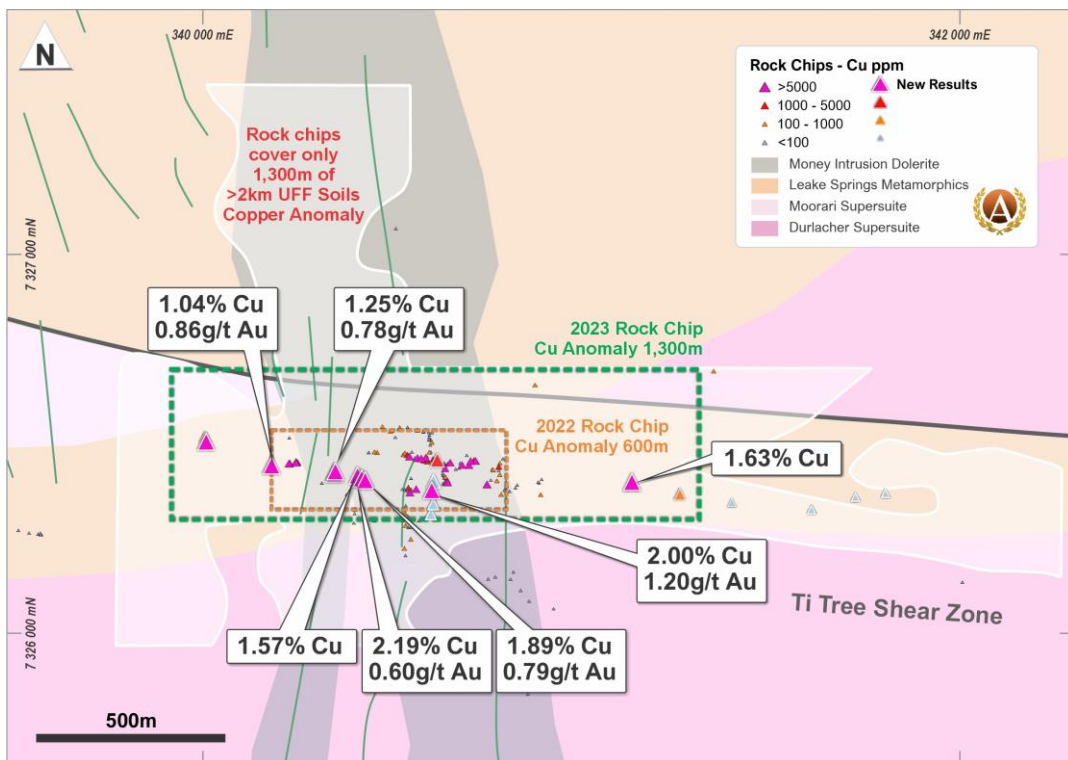 340 000 mE
342 000 mE
N
Rock Chips - Cu ppm
>5000
1000 - 5000
100 - 1000
<100
New Results
Money Intrusion Dolerite
Leake Springs Metamorphics
Moorari Supersuite
Durlacher Supersuite
A
Rock chips
cover only
1,300m of
>2km UFF Soils
Copper Anomaly
7 327 000 mN
1.04% Cu
0.86g/t Au
1.25% Cu
0.78g/t Au
2023 Rock Chip
Cu Anomaly 1,300m
2022 Rock Chip
Cu Anomaly 600m
1.63% Cu
2.00% Cu
1.20g/t Au
Ti Tree Shear Zone
7 326 000 mN
1.57% Cu
2.19% Cu
0.60g/t Au
1.89% Cu
0.79g/t Au
500m